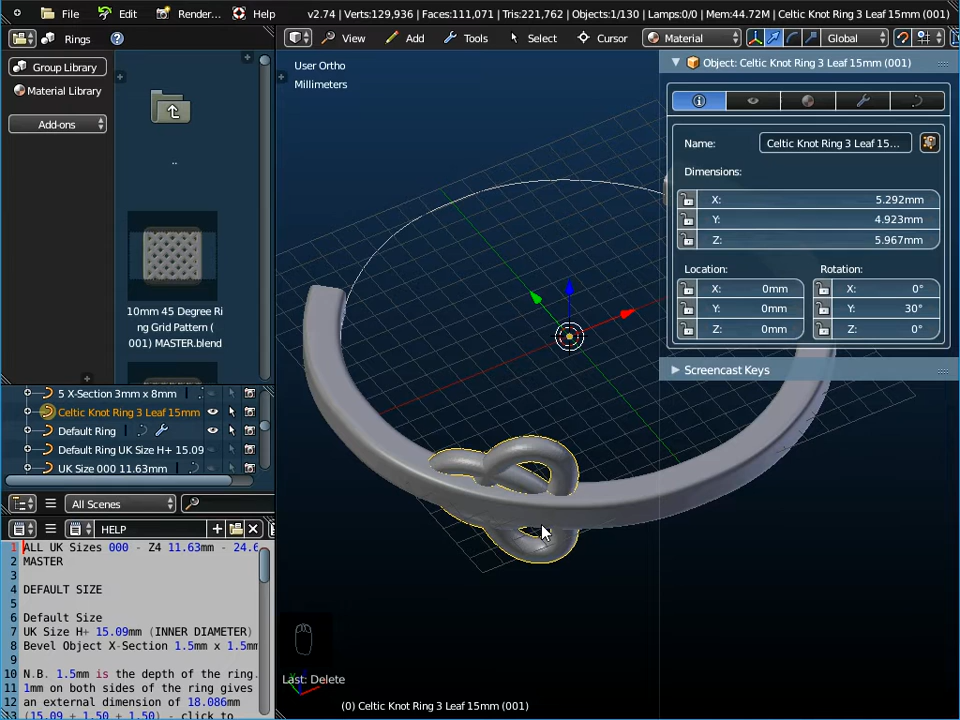 File Edit Render... Help v2.74 | Verts:129,936 | Faces:111,071 | Tris:221,762 | Objects:1/130 | Lamps:0/0 | Mem:44.72M | Celtic Knot Ring 3 Leaf 15mm (001)
Rings
View Add Tools Select Cursor Material Global
Group Library
Material Library
Add-ons
..
10mm 45 Degree Ri
ng Grid Pattern (
001) MASTER.blend
User Ortho
Millimeters
Object: Celtic Knot Ring 3 Leaf 15mm (001)
Name: Celtic Knot Ring 3 Leaf 15...
Dimensions:
X: 5.292mm
Y: 4.923mm
Z: 5.967mm
Location: Rotation:
X: 0mm X: 0°
Y: 0mm Y: 30°
Z: 0mm Z: 0°
Screencast Keys
5 X-Section 3mm x 8mm
Celtic Knot Ring 3 Leaf 15mm
Default Ring
Default Ring UK Size H+ 15.09
UK Size 000 11.63mm
All Scenes
HELP
1 ALL UK Sizes 000 - Z4 11.63mm - 24.6
2 MASTER
3
4 DEFAULT SIZE
5
6 Default Size
7 UK Size H+ 15.09mm (INNER DIAMETER)
8 Bevel Object X-Section 1.5mm x 1.5mm
9
10 N.B. 1.5mm is the depth of the ring.
11 1mm on both sides of the ring gives
12 an external dimension of 18.086mm
13 (15.09 + 1.50 + 1.50) - click to
Last: Delete
(0) Celtic Knot Ring 3 Leaf 15mm (001)